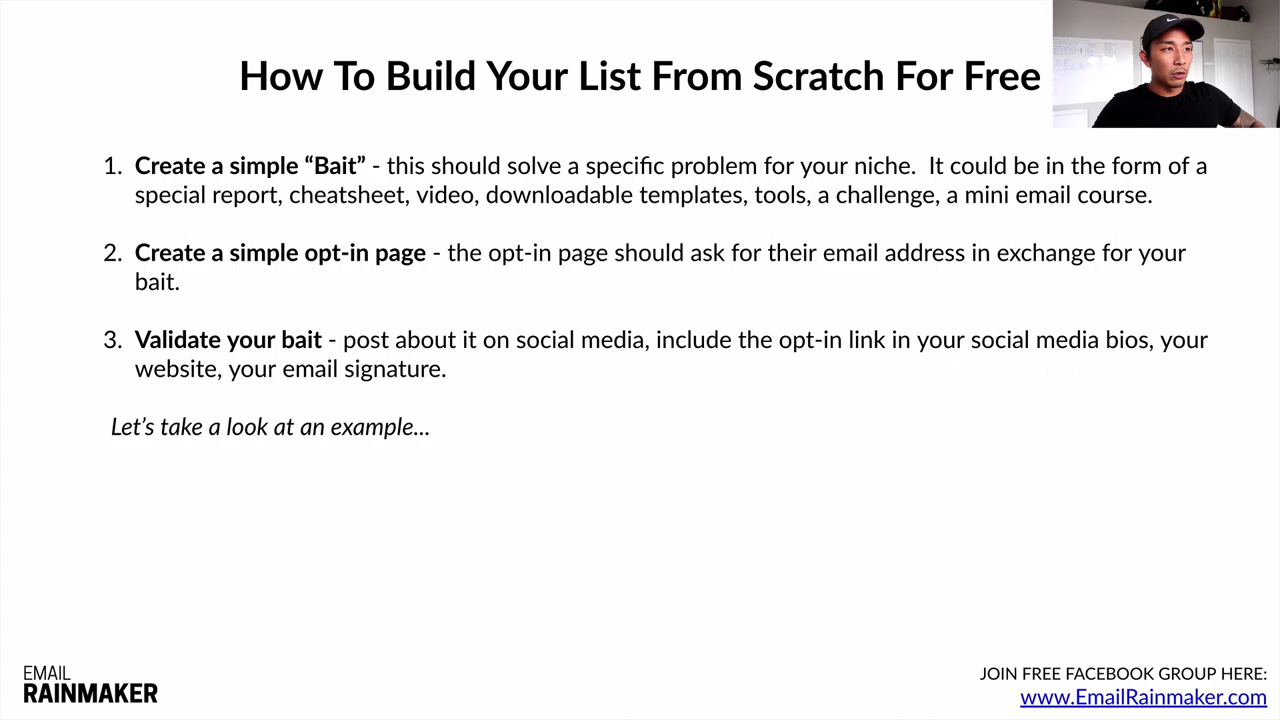 How To Build Your List From Scratch For Free
1. Create a simple “Bait” - this should solve a specific problem for your niche.  It could be in the form of a
special report, cheatsheet, video, downloadable templates, tools, a challenge, a mini email course.
2. Create a simple opt-in page - the opt-in page should ask for their email address in exchange for your
bait.
3. Validate your bait - post about it on social media, include the opt-in link in your social media bios, your
website, your email signature.
Let’s take a look at an example...
EMAIL
RAINMAKER
JOIN FREE FACEBOOK GROUP HERE:
www.EmailRainmaker.com